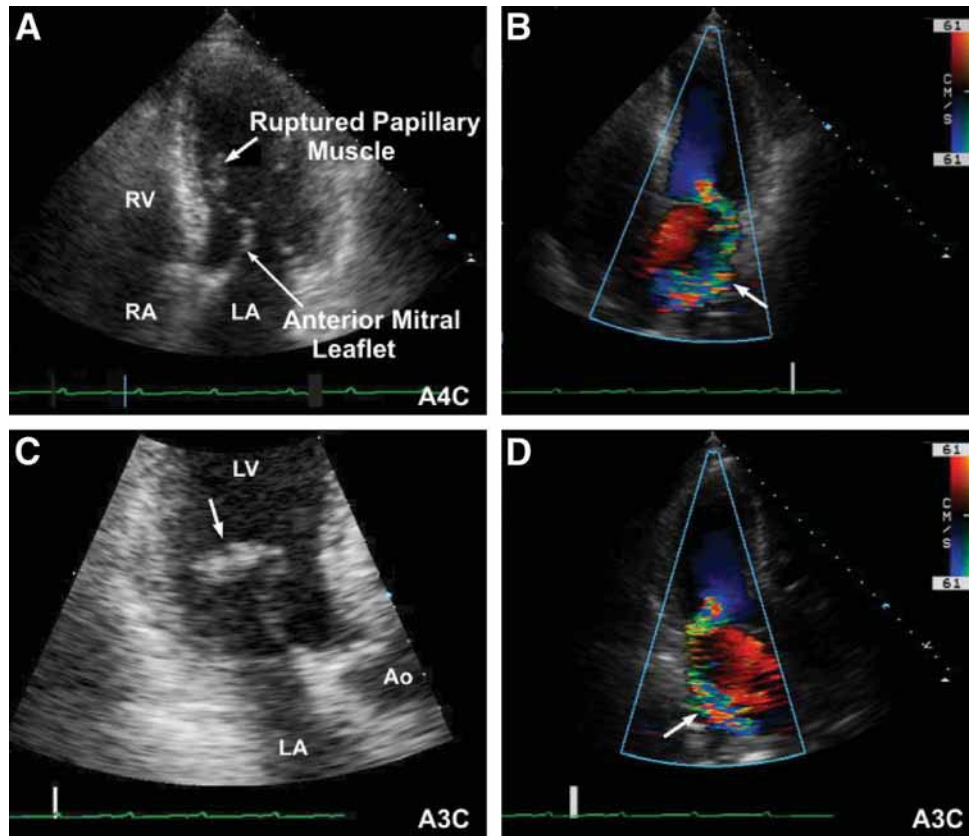 A
Ruptured Papillary
Muscle
RV
RA
LA
Anterior Mitral
Leaflet
A4C
B
61
CM/S
61
C
LV
Ao
LA
A3C
D
61
CM/S
61
A3C